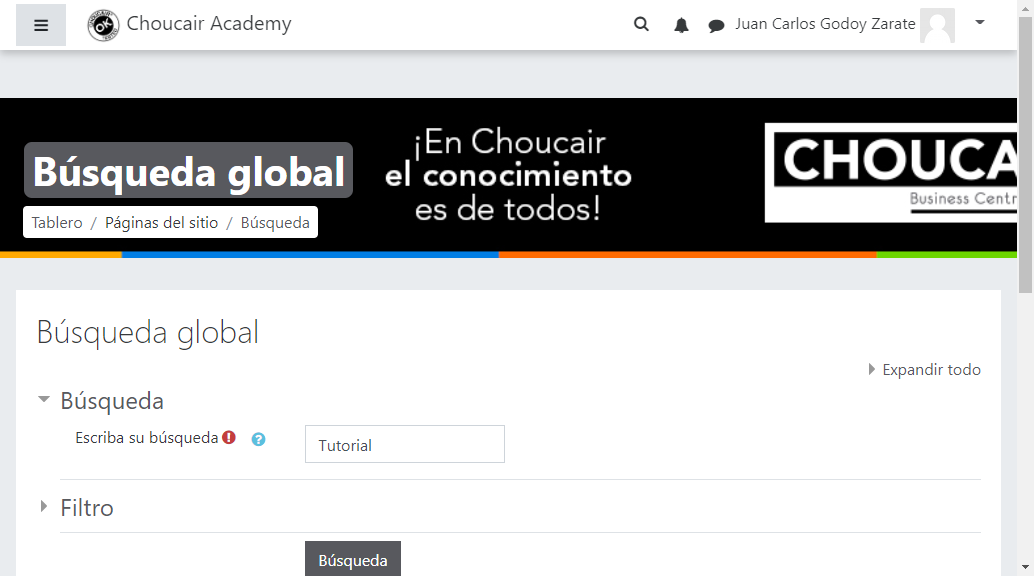 Choucair Academy
Juan Carlos Godoy Zarate
Búsqueda global
¡En Choucair
el conocimiento
es de todos!
CHOUCA
Business Centr
Tablero / Páginas del sitio / Búsqueda
Búsqueda global
Expandir todo
Búsqueda
Escriba su búsqueda
Tutorial
Filtro
Búsqueda